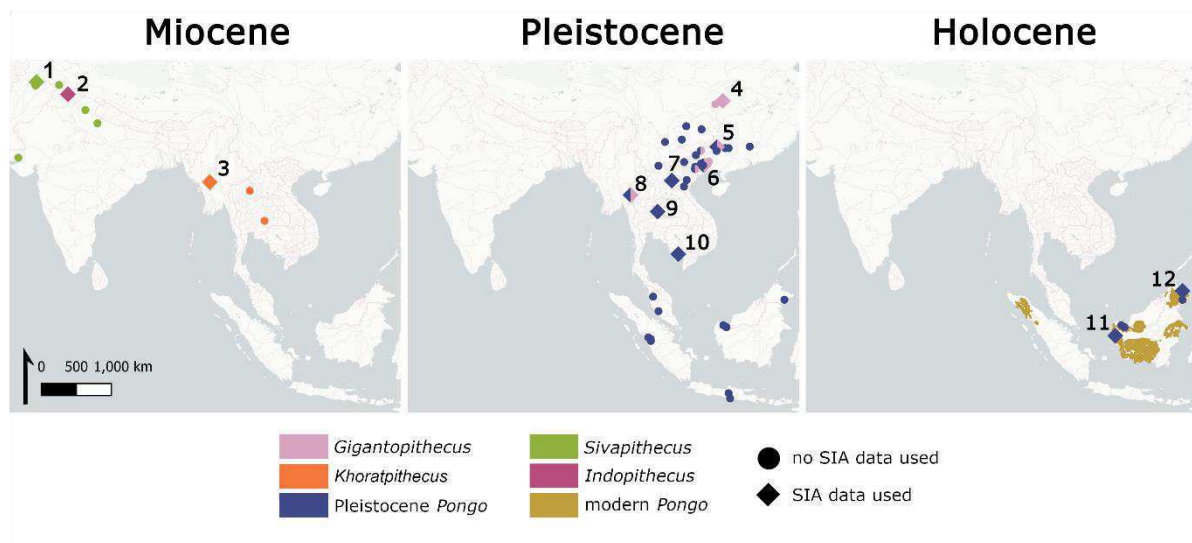 Miocene
Pleistocene
Holocene
1
2
3
4
5
6
7
8
9
10
11
12
0 500 1,000 km
Gigantopithecus
Sivapithecus
no SIA data used
Khoratpithecus
Indopithecus
SIA data used
Pleistocene Pongo
modern Pongo